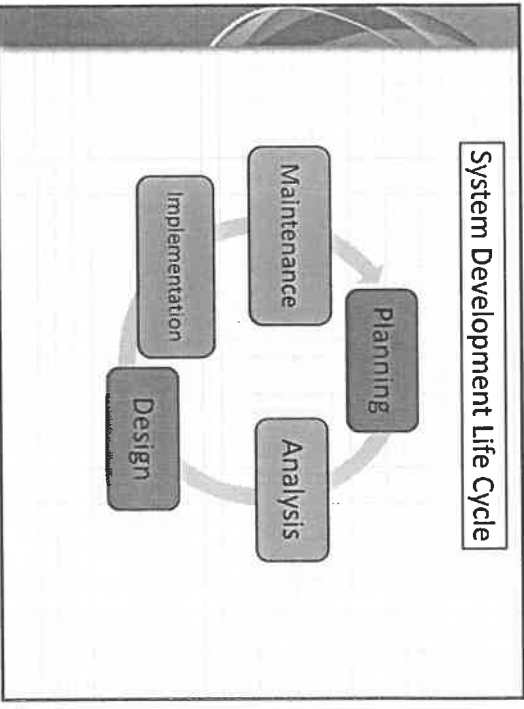 System Development Life Cycle
Planning
Analysis
Design
Implementation
Maintenance